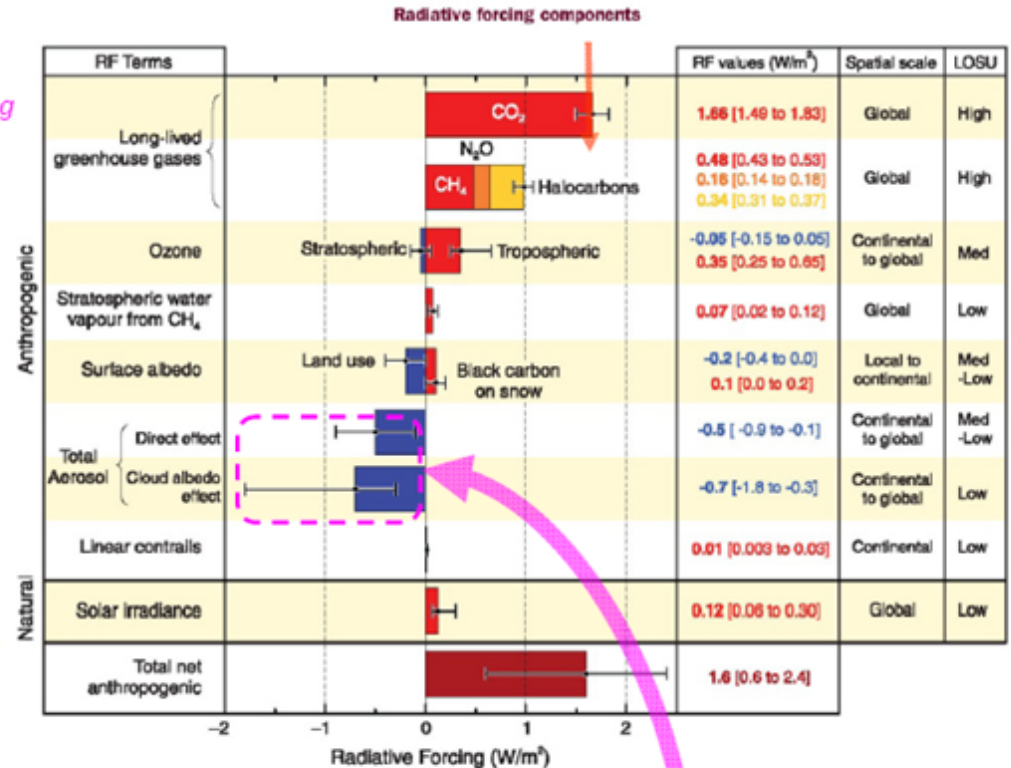 Radiative forcing components
RF Terms
RF values (W/m²)
Spatial scale
LOSU
g
Anthropogenic
Long-lived
greenhouse gases
CO₂
1.66 [1.49 to 1.83]
Global
High
N₂O
CH₄
Halocarbons
0.48 [0.43 to 0.53]
0.16 [0.14 to 0.18]
0.34 [0.31 to 0.37]
Global
High
Ozone
Stratospheric
Tropospheric
-0.05 [-0.15 to 0.05]
0.35 [0.25 to 0.65]
Continental
to global
Med
Stratospheric water
vapour from CH₄
0.07 [0.02 to 0.12]
Global
Low
Surface albedo
Land use
Black carbon
on snow
-0.2 [-0.4 to 0.0]
0.1 [0.0 to 0.2]
Local to
continental
Med
-Low
Total
Aerosol
Direct effect
-0.5 [ -0.9 to -0.1]
Continental
to global
Med
-Low
Cloud albedo
effect
-0.7 [-1.8 to -0.3]
Continental
to global
Low
Linear contrails
0.01 [0.003 to 0.03]
Continental
Low
Natural
Solar irradiance
0.12 [0.06 to 0.30]
Global
Low
Total net
anthropogenic
1.6 [0.6 to 2.4]
-2 -1 0 1 2
Radiative Forcing (W/m²)